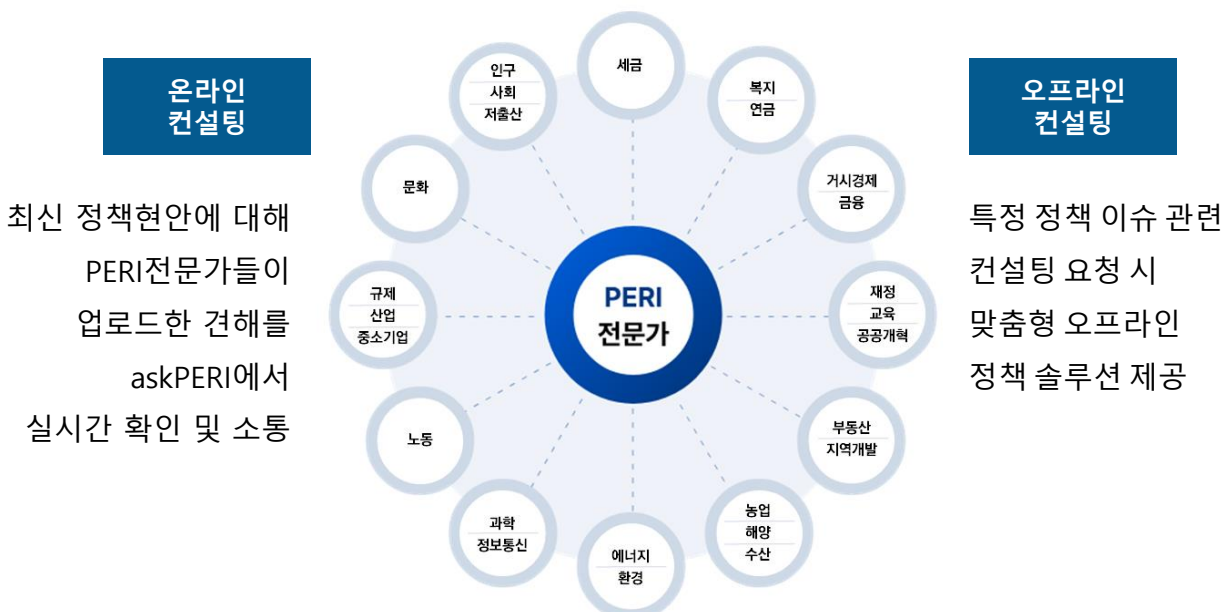 온라인
컨설팅
최신 정책현안에 대해
PERI전문가들이
업로드한 견해를
askPERI에서
실시간 확인 및 소통
세금
복지
연금
거시경제
금융
재정
교육
공공개혁
부동산
지역개발
농업
해양
수산
에너지
환경
과학
정보통신
노동
규제
산업
중소기업
문화
인구
사회
저출산
PERI
전문가
오프라인
컨설팅
특정 정책 이슈 관련
컨설팅 요청 시
맞춤형 오프라인
정책 솔루션 제공